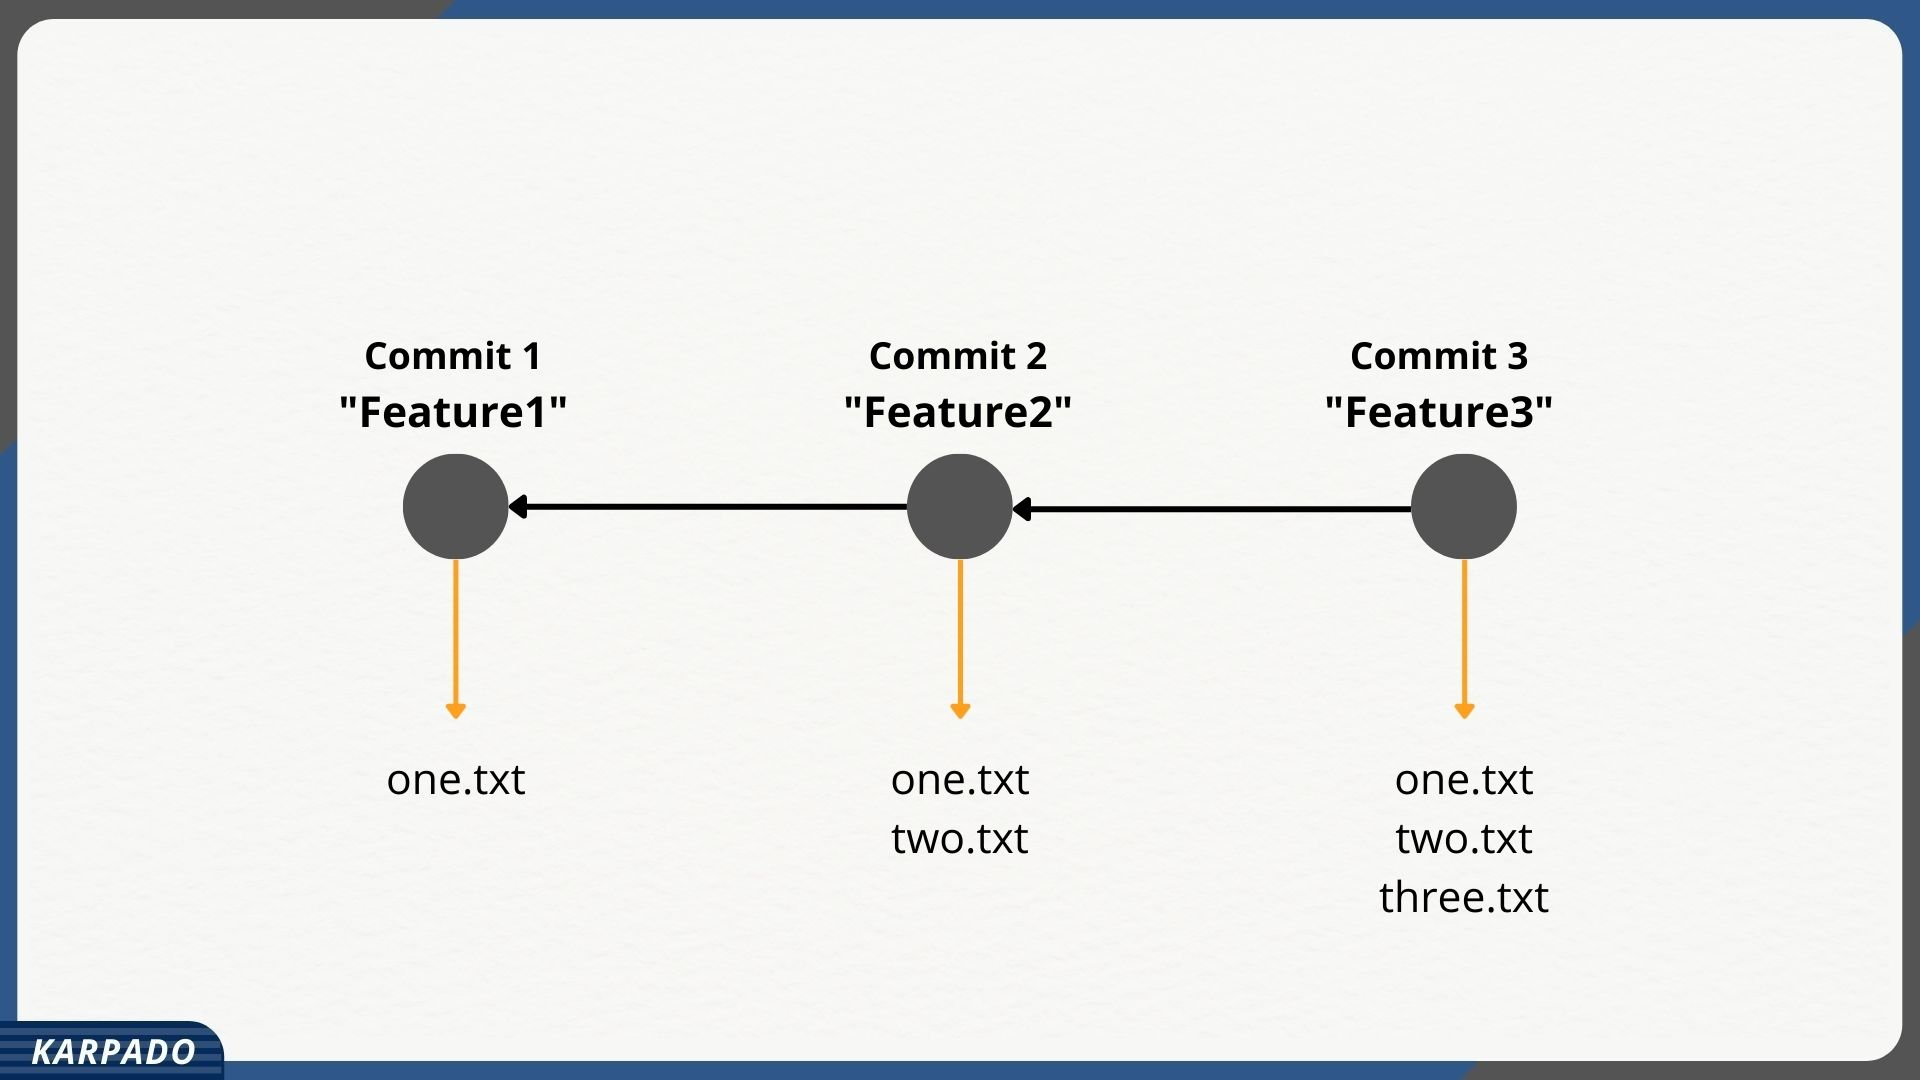 Commit 1
"Feature1"
Commit 2
"Feature2"
Commit 3
"Feature3"
one.txt
one.txt
two.txt
one.txt
two.txt
three.txt
KARPADO